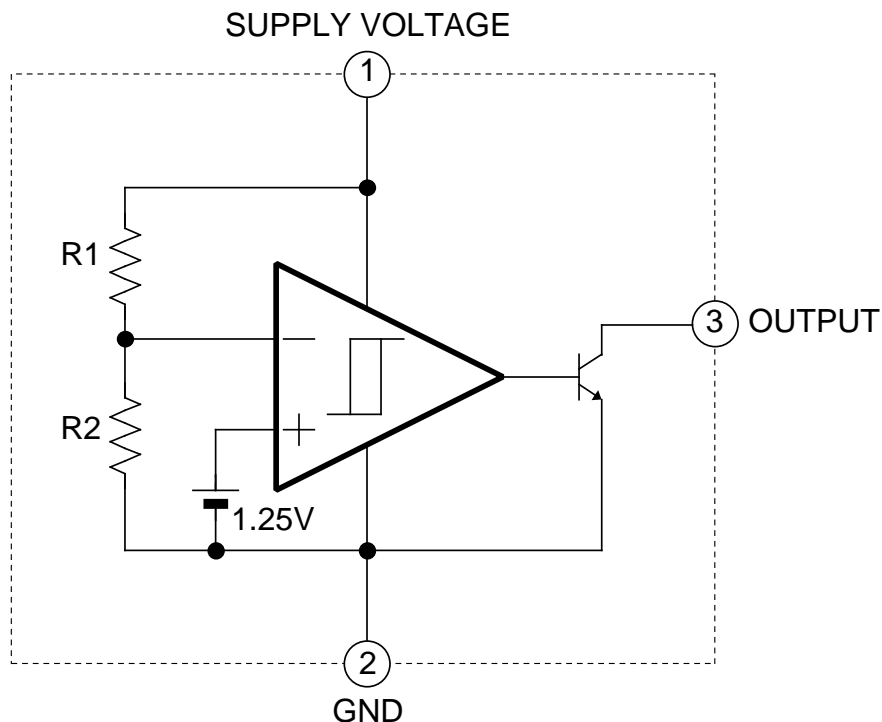 SUPPLY VOLTAGE
1
R1
3 OUTPUT
R2
1.25V
2
GND